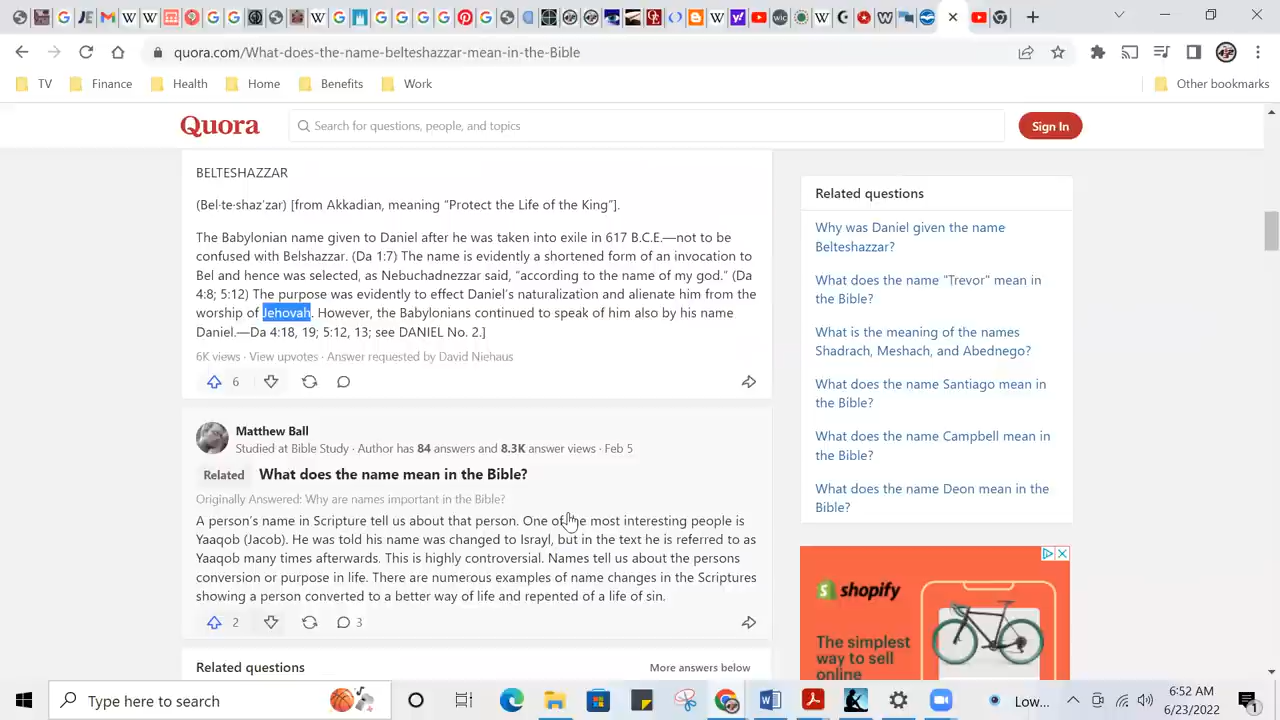 quora.com/What-does-the-name-belteshazzar-mean-in-the-Bible
TV
Finance
Health
Home
Benefits
Work
Other bookmarks
Quora
Search for questions, people, and topics
Sign In
BELTESHAZZAR
(Bel·te·shaz′zar) [from Akkadian, meaning “Protect the Life of the King”].
The Babylonian name given to Daniel after he was taken into exile in 617 B.C.E.—not to be
confused with Belshazzar. (Da 1:7) The name is evidently a shortened form of an invocation to
Bel and hence was selected, as Nebuchadnezzar said, “according to the name of my god.” (Da
4:8; 5:12) The purpose was evidently to effect Daniel’s naturalization and alienate him from the
worship of Jehovah. However, the Babylonians continued to speak of him also by his name
Daniel.—Da 4:18, 19; 5:12, 13; see DANIEL No. 2.]
6K views · View upvotes · Answer requested by David Niehaus
6
Matthew Ball
Studied at Bible Study · Author has 84 answers and 8.3K answer views · Feb 5
Related What does the name mean in the Bible?
Originally Answered: Why are names important in the Bible?
A person’s name in Scripture tell us about that person. One of the most interesting people is
Yaaqob (Jacob). He was told his name was changed to Israyl, but in the text he is referred to as
Yaaqob many times afterwards. This is highly controversial. Names tell us about the persons
conversion or purpose in life. There are numerous examples of name changes in the Scriptures
showing a person converted to a better way of life and repented of a life of sin.
2
3
Related questions
More answers below
Related questions
Why was Daniel given the name
Belteshazzar?
What does the name "Trevor" mean in
the Bible?
What is the meaning of the names
Shadrach, Meshach, and Abednego?
What does the name Santiago mean in
the Bible?
What does the name Campbell mean in
the Bible?
What does the name Deon mean in the
Bible?
shopify
The simplest
way to sell
online
Type here to search
Low...
6:52 AM
6/23/2022
1